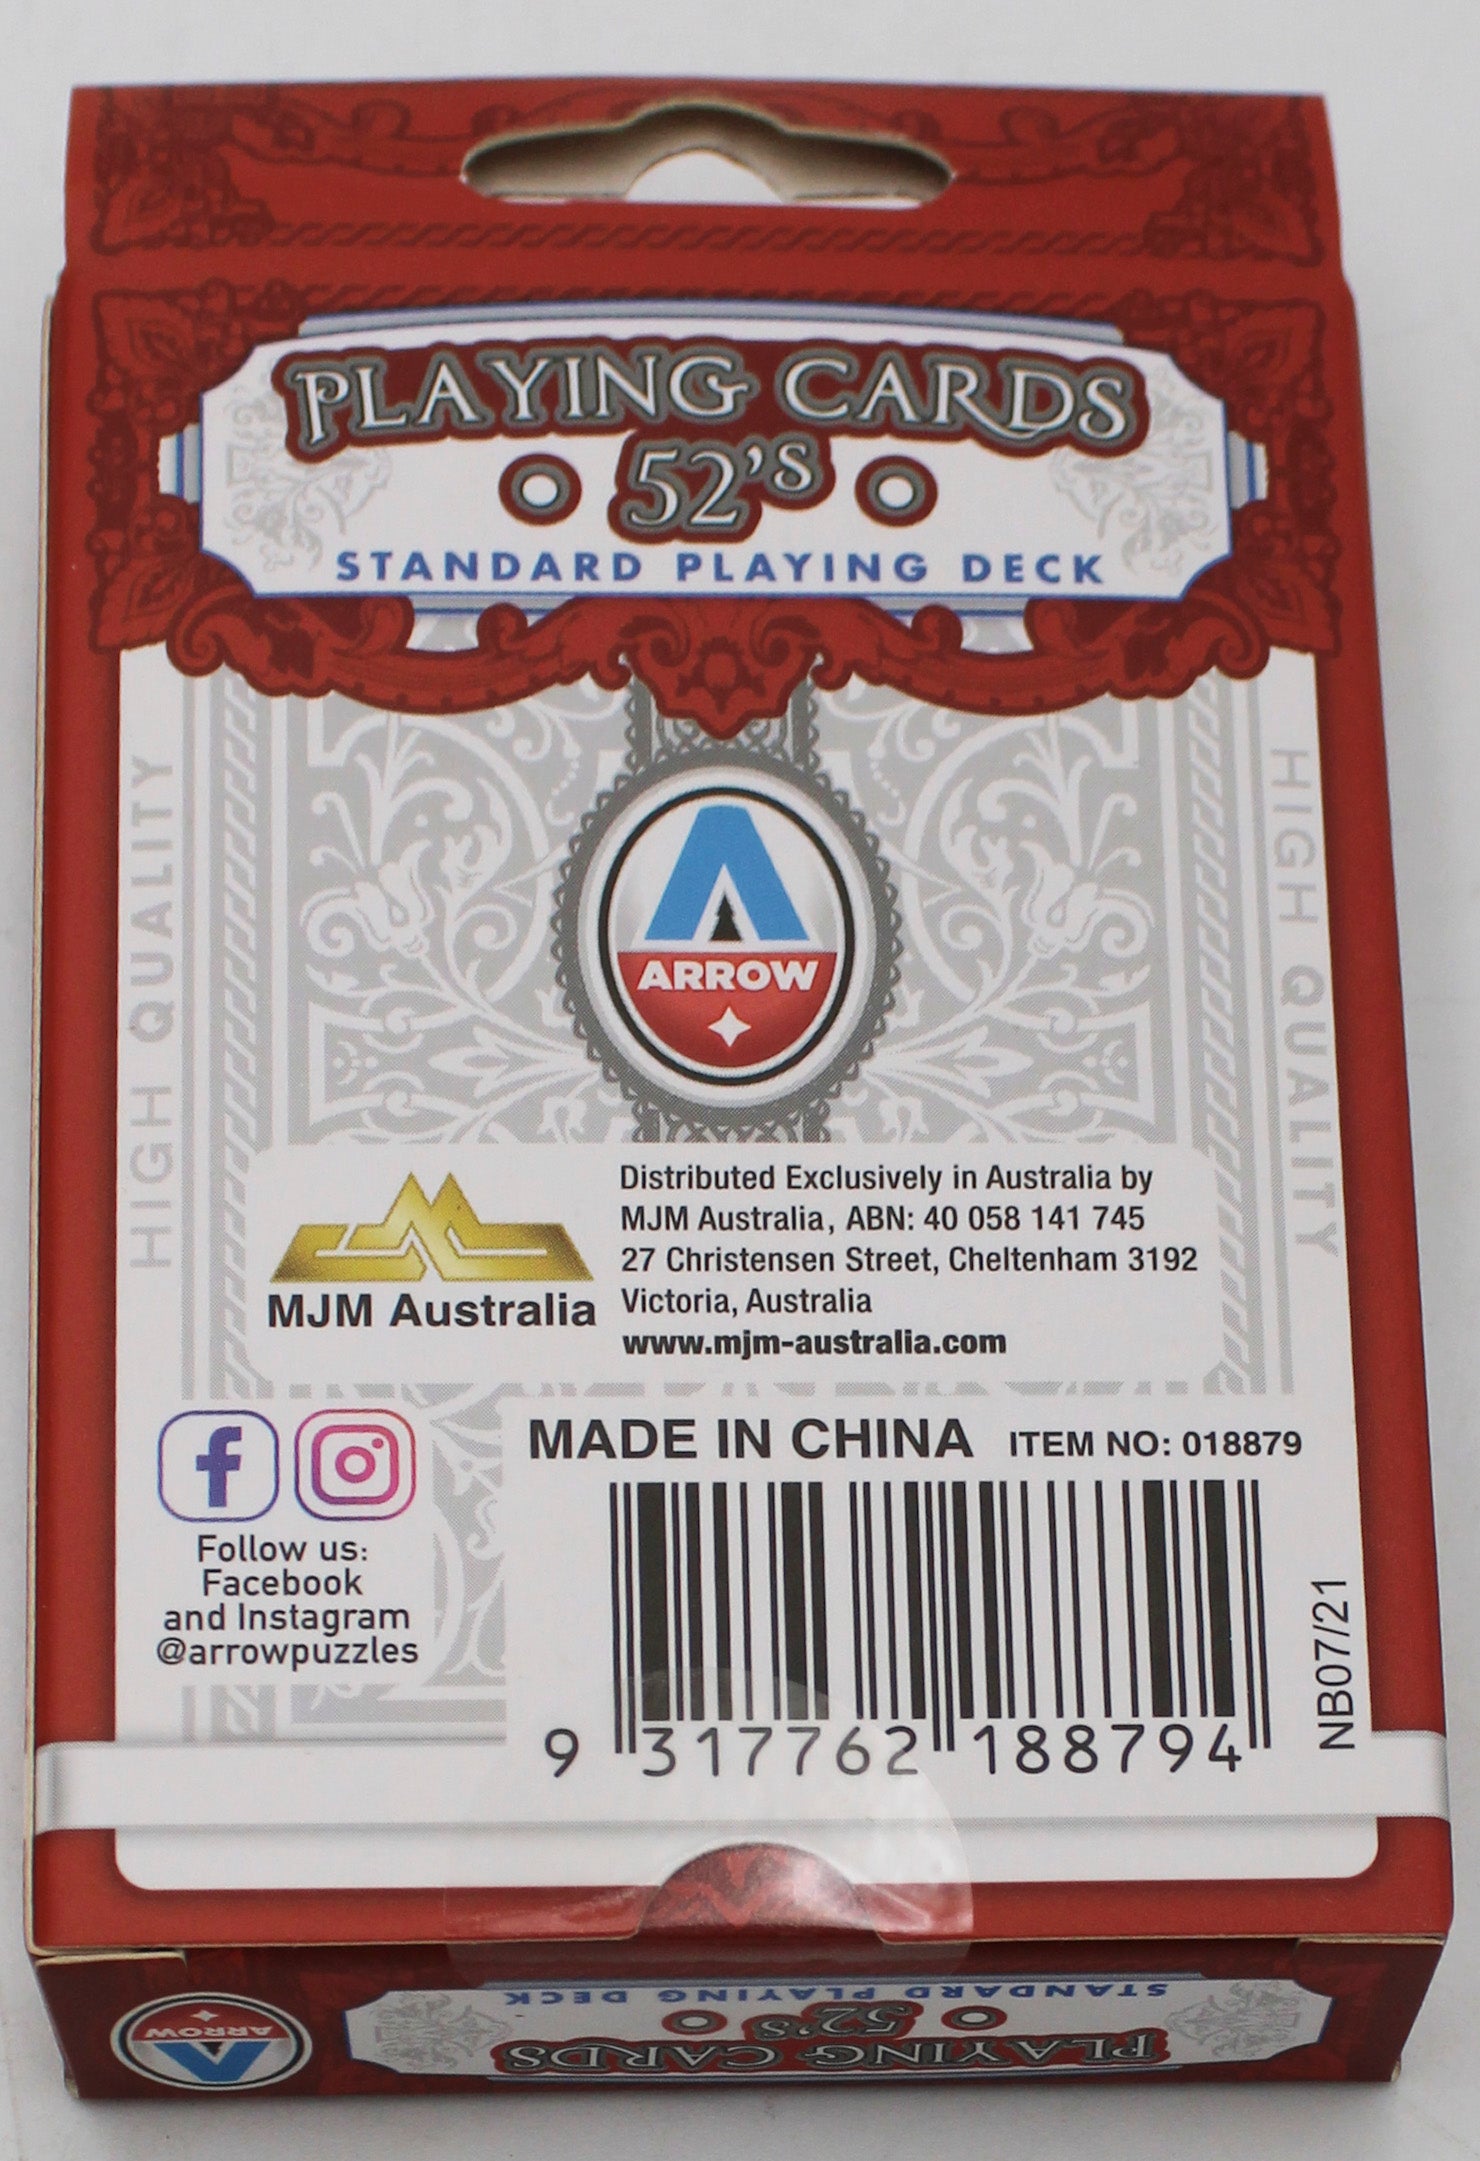 PLAYING CARDS
52's
STANDARD PLAYING DECK
HIGH QUALITY
HIGH QUALITY
ARROW
MJM Australia
Distributed Exclusively in Australia by
MJM Australia, ABN: 40 058 141 745
27 Christensen Street, Cheltenham 3192
Victoria, Australia
www.mjm-australia.com
MADE IN CHINA ITEM NO: 018879
Follow us:
Facebook
and Instagram
@arrowpuzzles
9 317762 188794
NB07/21
ARROW
STANDARD PLAYING DECK
52's
PLAYING CARDS